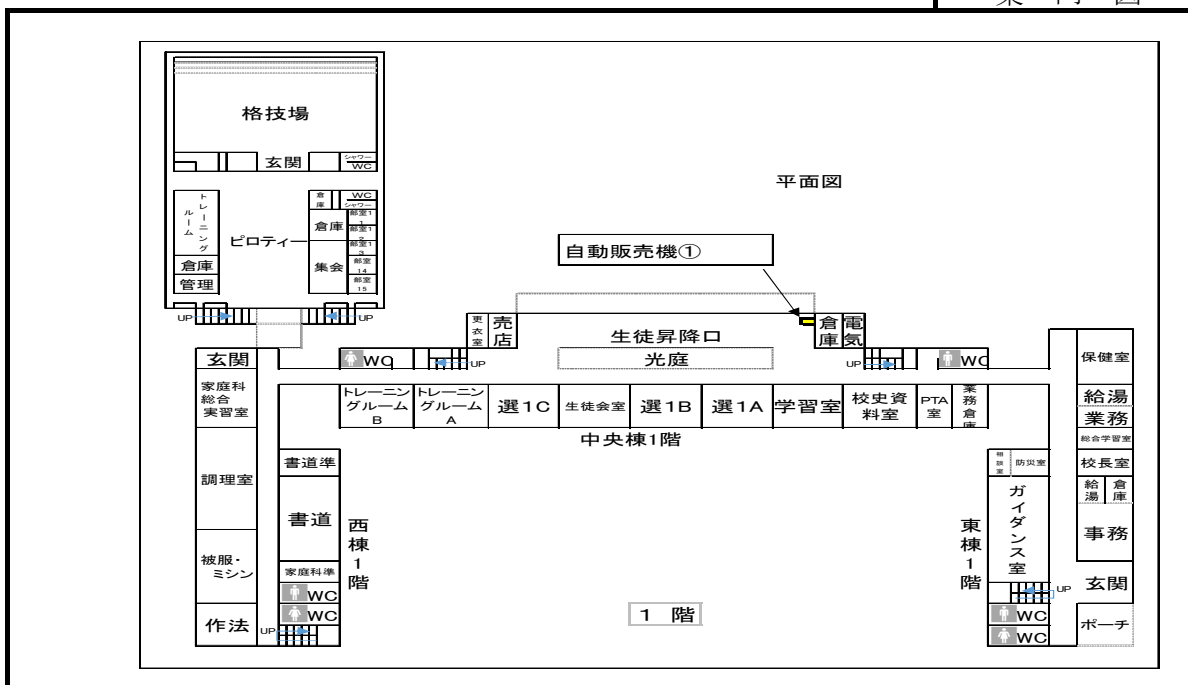 案 内 図
格技場
玄関
シャワー
WC
平面図
トレーニング
ルーム
ピロティー
倉庫
WC
シャワー
倉庫
部室1
1
部室1
2
部室1
3
集会
部室
14
部室
15
倉庫
管理
UP
UP
自動販売機①
更衣室
売店
生徒昇降口
光庭
倉庫
電気
玄関
WC
UP
UP
WC
保健室
家庭科
総合
実習室
トレーニン
グルーム
B
トレーニン
グルーム
A
選1C
生徒会室
選1B
選1A
学習室
校史資
料室
PTA
室
業務倉庫
給湯
業務
中央棟1階
総合学習室
調理室
書道準
相談室
防災室
校長室
書道
西棟1階
東棟1階
ガイダンス室
給湯
倉庫
事務
被服・
ミシン
家庭科準
WC
WC
UP
玄関
作法
UP
1 階
WC
WC
ポーチ